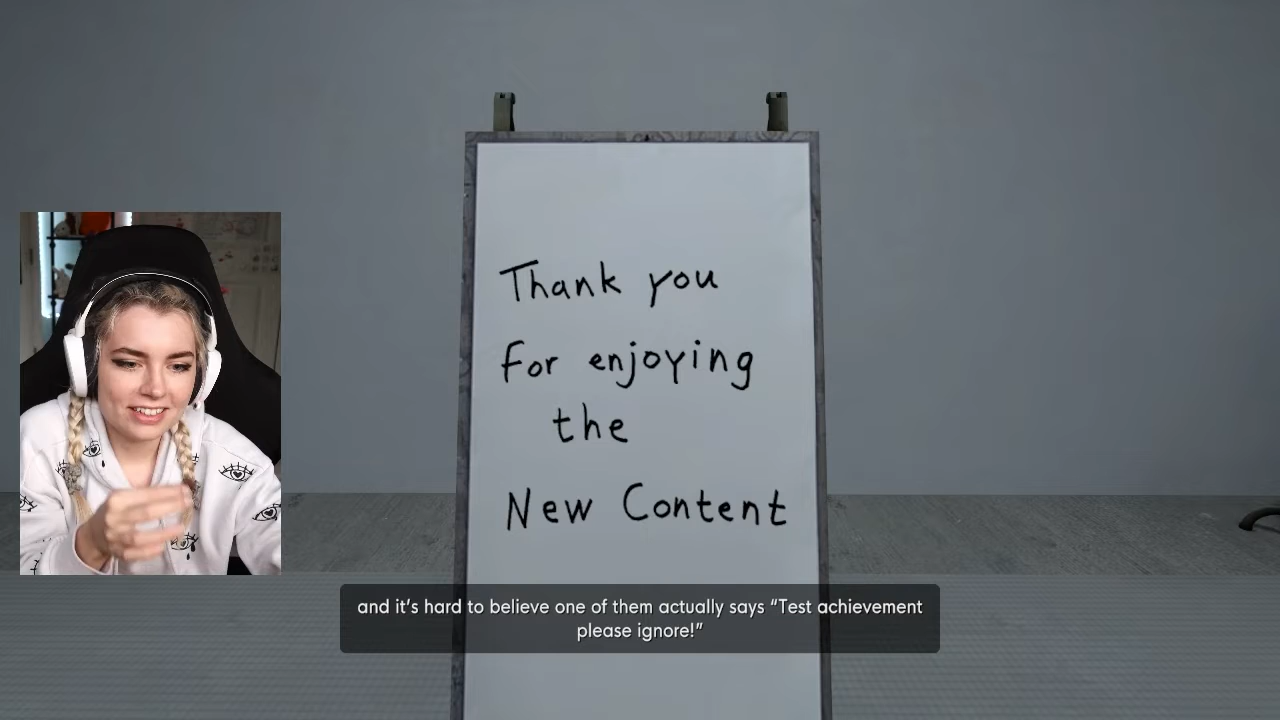 Thank you
for enjoying
the
New Content
and it's hard to believe one of them actually says “Test achievement
please ignore!”